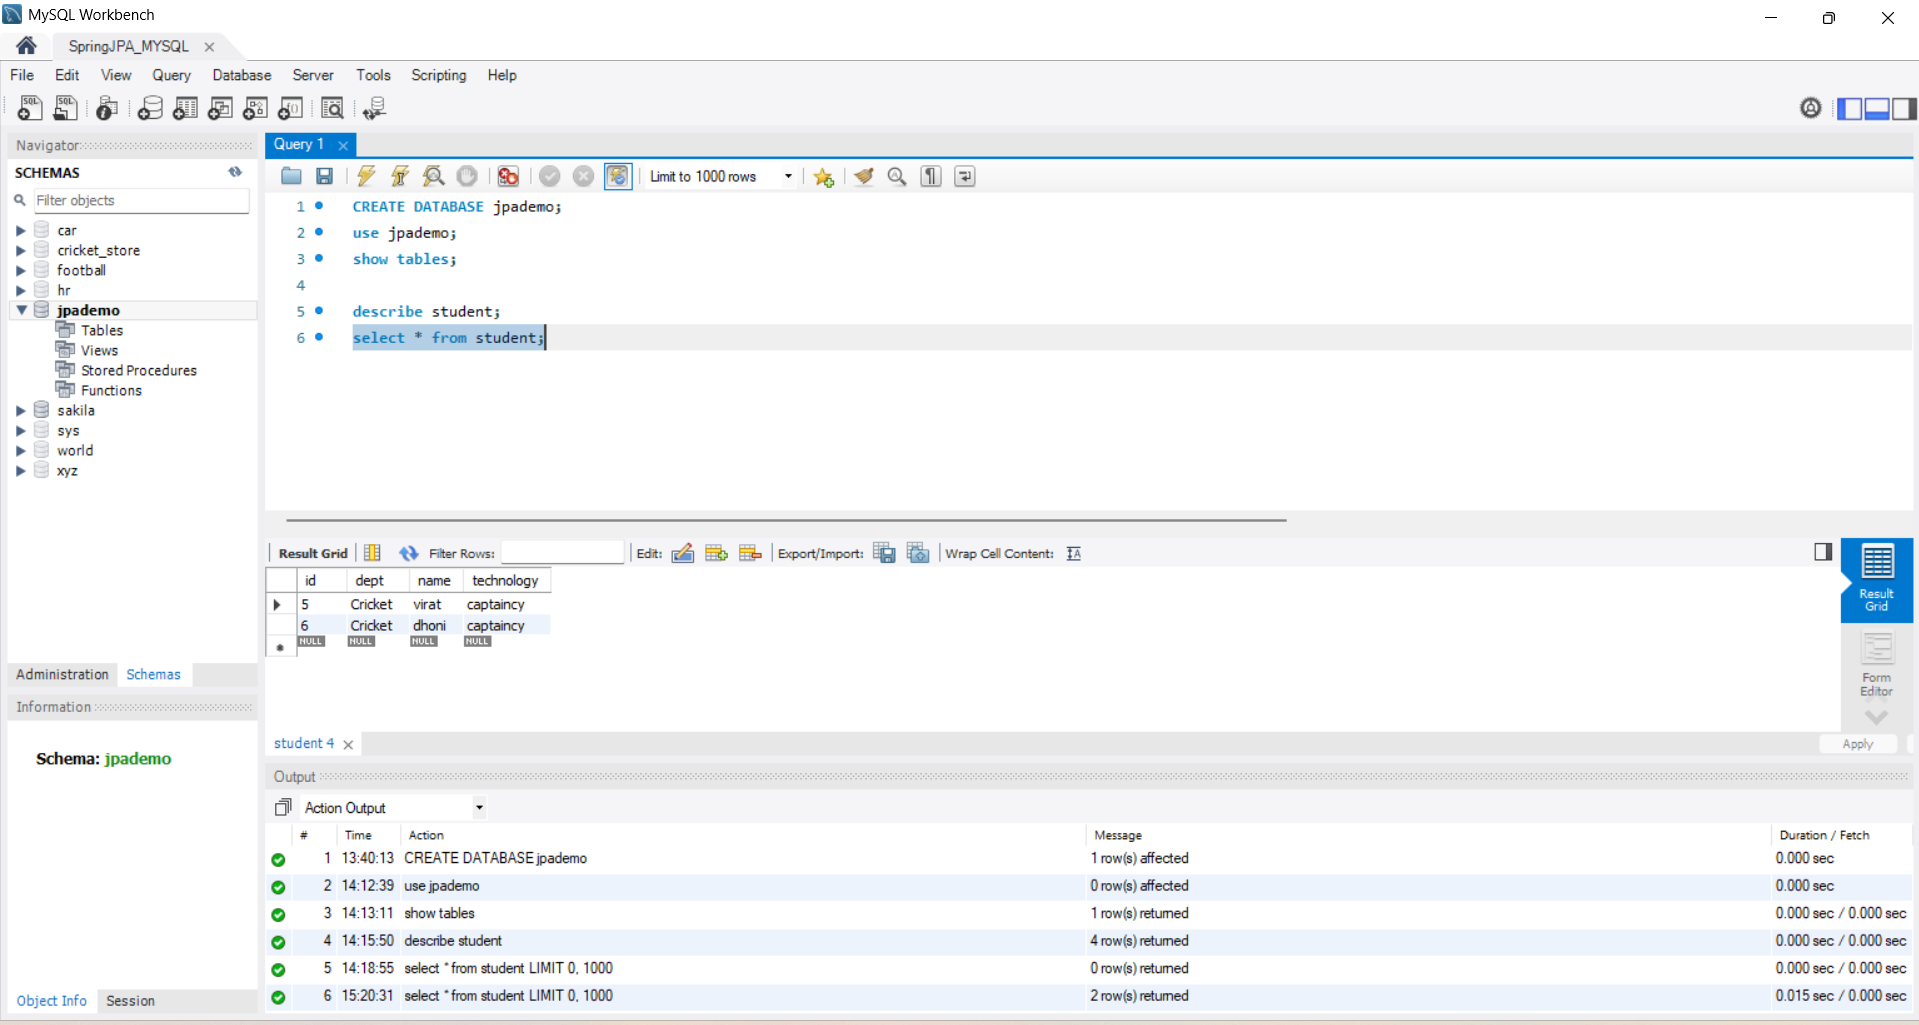 MySQL Workbench
SpringJPA_MYSQL
File Edit View Query Database Server Tools Scripting Help
Navigator
SCHEMAS
Filter objects
car
cricket_store
football
hr
jpademo
Tables
Views
Stored Procedures
Functions
sakila
sys
world
xyz
Administration Schemas
Information
Schema: jpademo
Object Info Session
Query 1
Limit to 1000 rows
1 CREATE DATABASE jpademo;
2 use jpademo;
3 show tables;
4
5 describe student;
6 select * from student;
Result Grid Filter Rows: Edit: Export/Import: Wrap Cell Content:
id dept name technology
5 Cricket virat captaincy
6 Cricket dhoni captaincy
NULL NULL NULL NULL
Result
Grid
Form
Editor
student 4
Apply
Output
Action Output
# Time Action Message Duration / Fetch
1 13:40:13 CREATE DATABASE jpademo 1 row(s) affected 0.000 sec
2 14:12:39 use jpademo 0 row(s) affected 0.000 sec
3 14:13:11 show tables 1 row(s) returned 0.000 sec / 0.000 sec
4 14:15:50 describe student 4 row(s) returned 0.000 sec / 0.000 sec
5 14:18:55 select * from student LIMIT 0, 1000 0 row(s) returned 0.000 sec / 0.000 sec
6 15:20:31 select * from student LIMIT 0, 1000 2 row(s) returned 0.015 sec / 0.000 sec